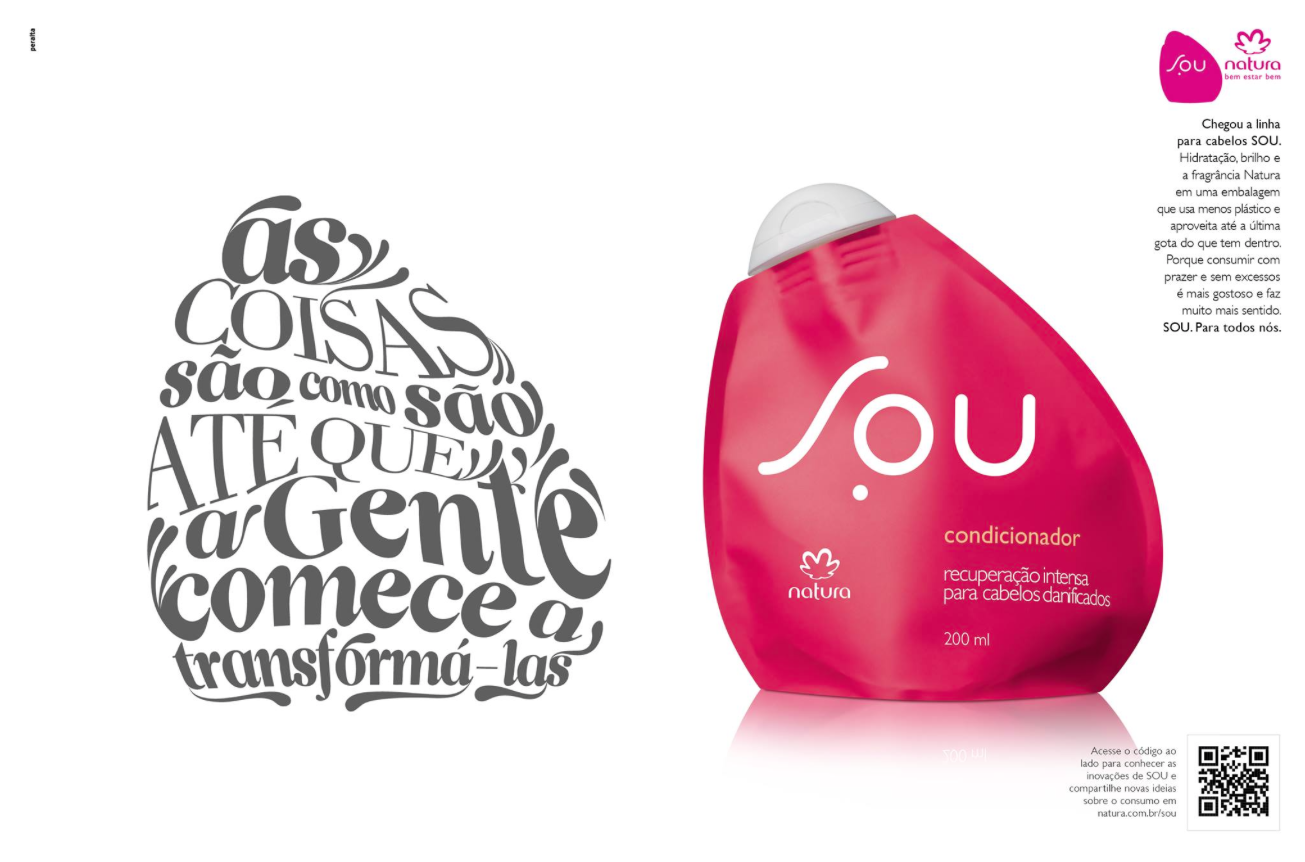 peralta
as
COISAS
são como são
ATÉ QUE
a Gente
comece a
transformá-las
SOU
condicionador
natura
recuperação intensa
para cabelos danificados
200 ml
SOU
natura
bem estar bem
Chegou a linha
para cabelos SOU.
Hidratação, brilho e
a fragrância Natura
em uma embalagem
que usa menos plástico e
aproveita até a última
gota do que tem dentro.
Porque consumir com
prazer e sem excessos
é mais gostoso e faz
muito mais sentido.
SOU. Para todos nós.
Acesse o código ao
lado para conhecer as
inovações de SOU e
compartilhe novas ideias
sobre o consumo em
natura.com.br/sou